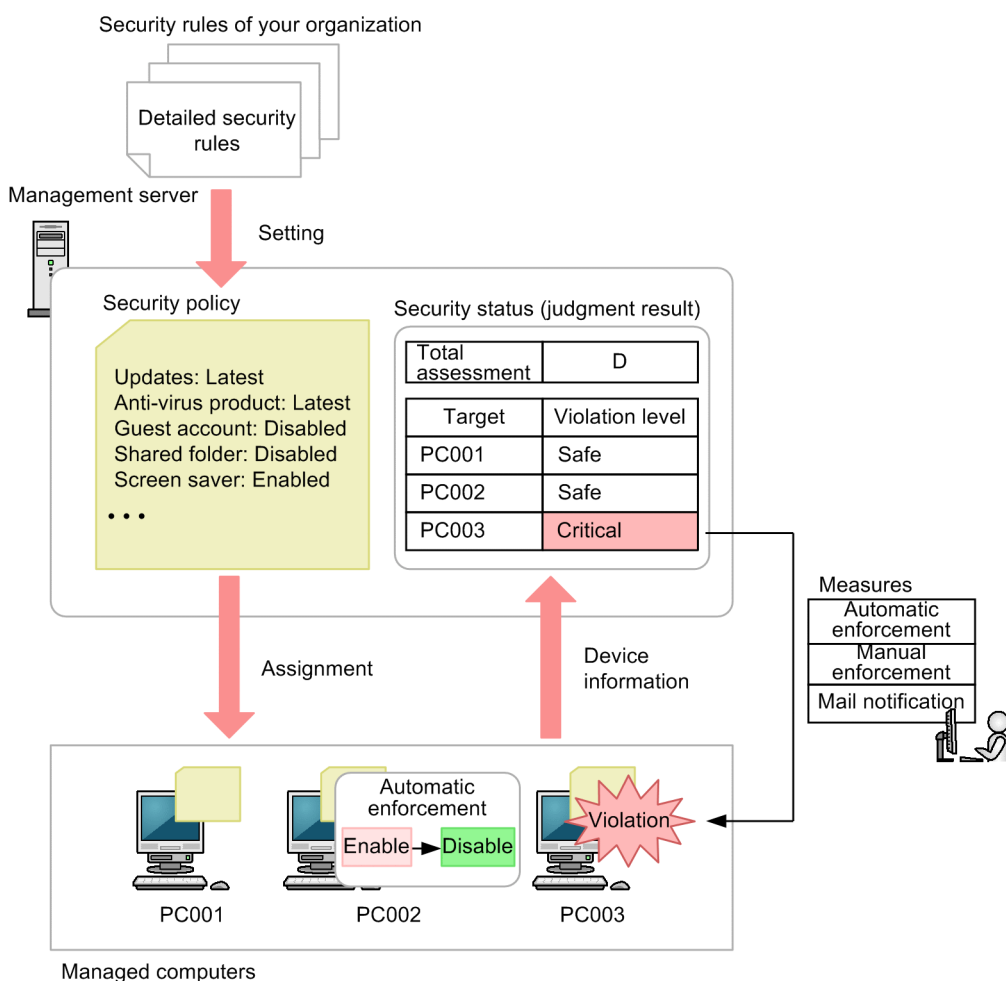 Security rules of your organization
Detailed security
rules
Management server
Setting
Security policy
Updates: Latest
Anti-virus product: Latest
Guest account: Disabled
Shared folder: Disabled
Screen saver: Enabled
• • •
Security status (judgment result)
Total
assessment
D
Target
Violation level
PC001
Safe
PC002
Safe
PC003
Critical
Assignment
Device
information
Measures
Automatic
enforcement
Manual
enforcement
Mail notification
Automatic
enforcement
Enable
Disable
Violation
PC001
PC002
PC003
Managed computers